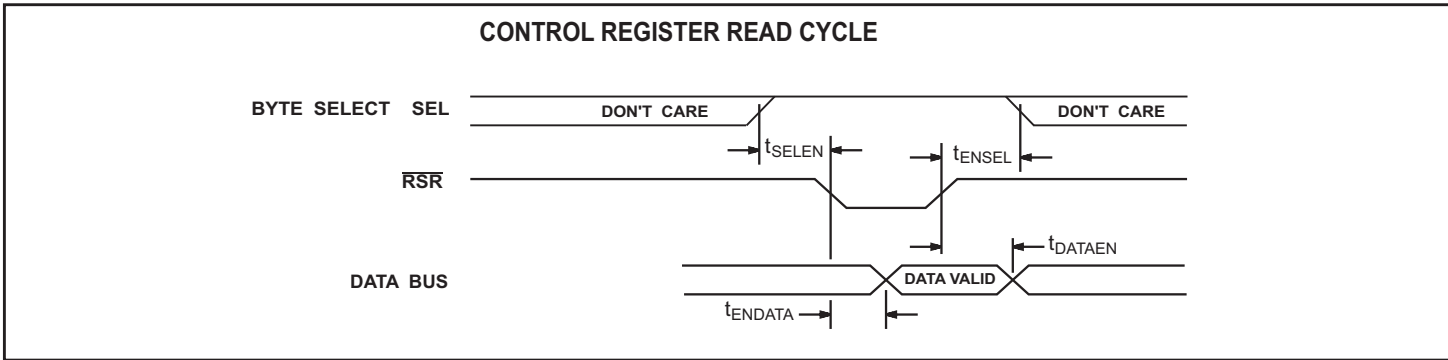 CONTROL REGISTER READ CYCLE
BYTE SELECT SEL
DON'T CARE
DON'T CARE
tSELEN
tENSEL
RSR
tDATAEN
DATA BUS
DATA VALID
tENDATA